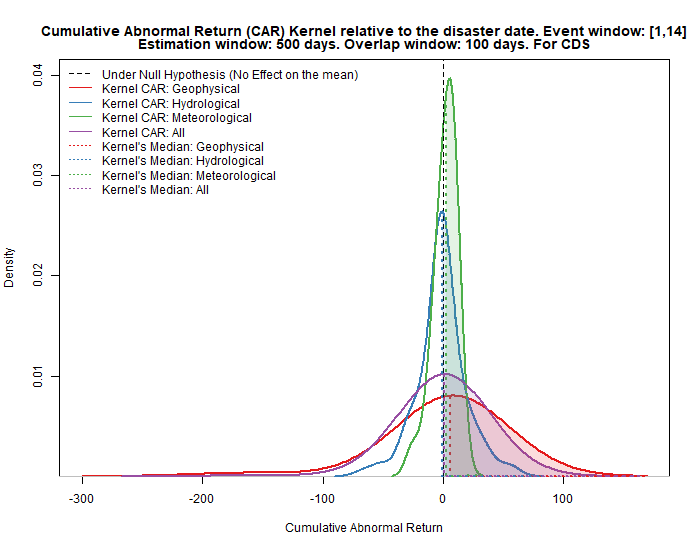 Cumulative Abnormal Return (CAR) Kernel relative to the disaster date. Event window: [1,14]
Estimation window: 500 days. Overlap window: 100 days. For CDS
Under Null Hypothesis (No Effect on the mean)
Kernel CAR: Geophysical
Kernel CAR: Hydrological
Kernel CAR: Meteorological
Kernel CAR: All
Kernel's Median: Geophysical
Kernel's Median: Hydrological
Kernel's Median: Meteorological
Kernel's Median: All
0.04
0.03
0.02
0.01
Density
-300
-200
-100
0
100
Cumulative Abnormal Return